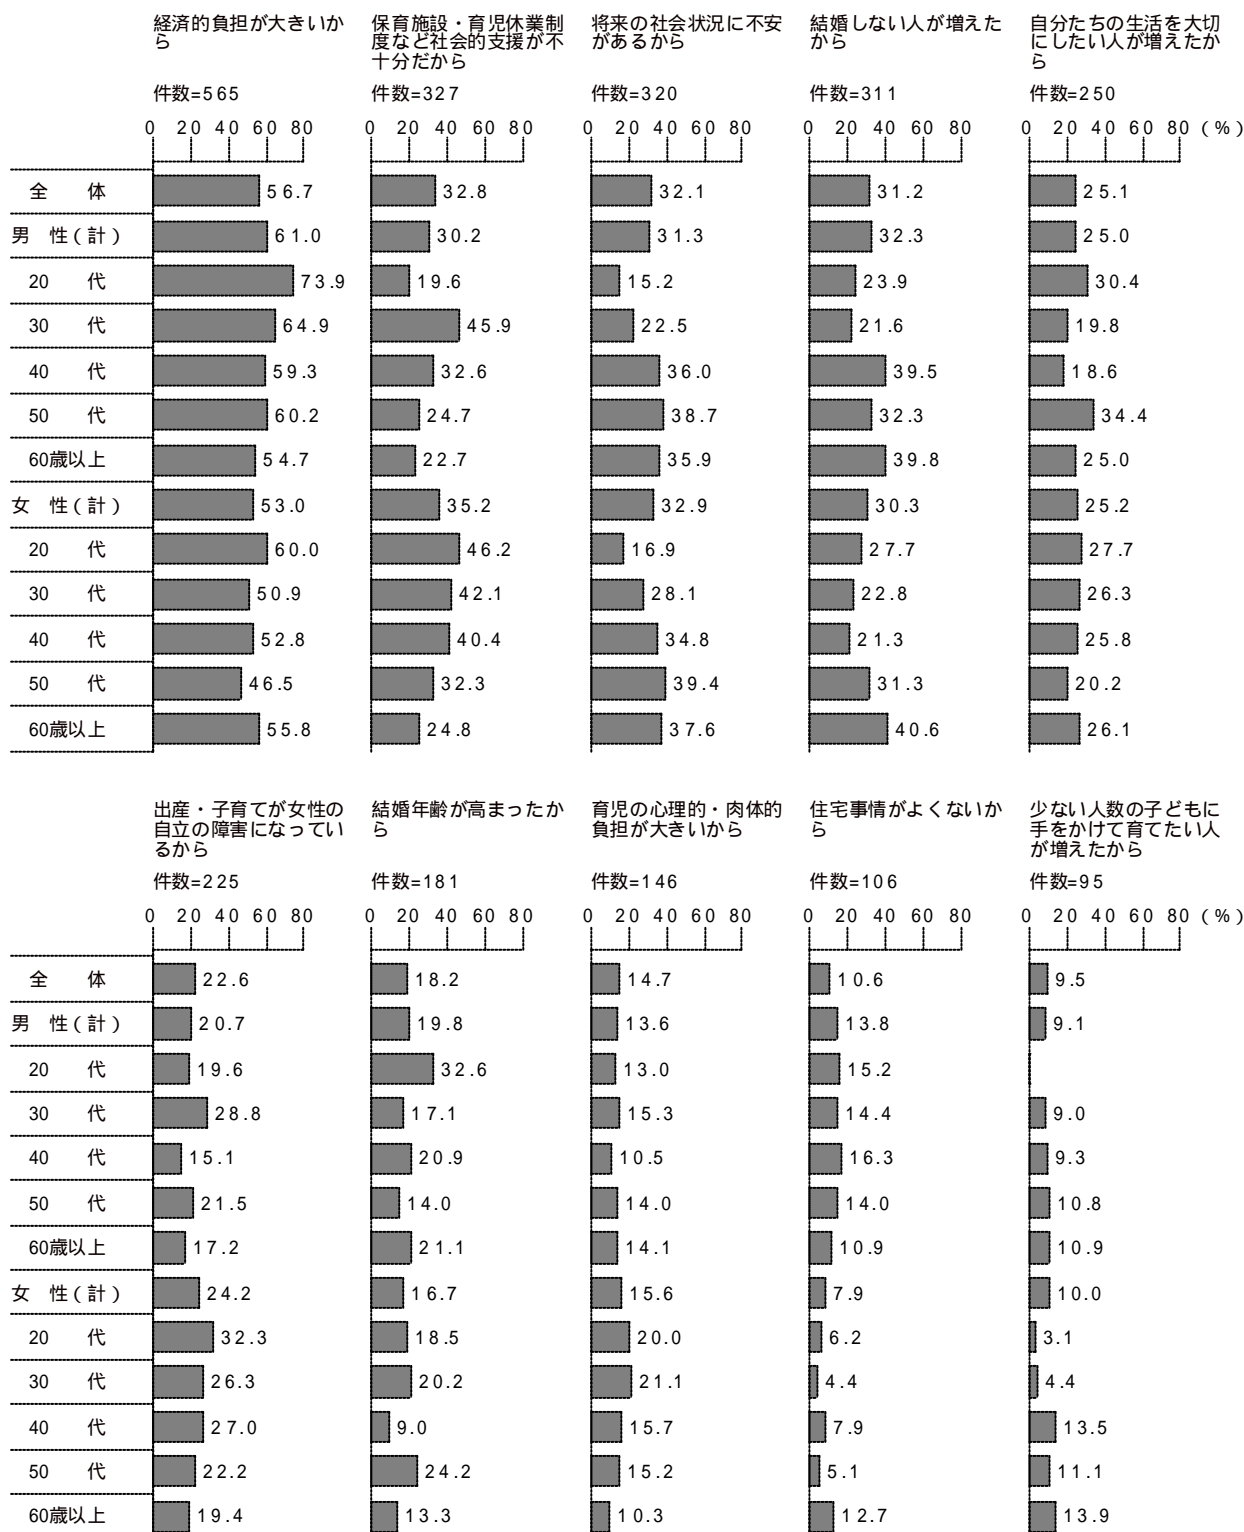 経済的負担が大きいか
ら
保育施設・育児休業制
度など社会的支援が不
十分だから
将来の社会状況に不安
があるから
結婚しない人が増えた
から
自分たちの生活を大切
にしたい人が増えたか
ら
件数=565 件数=327 件数=320 件数=311 件数=250
0 20 40 60 80 0 20 40 60 80 0 20 40 60 80 0 20 40 60 80 0 20 40 60 80 (%)
全 体 56.7 32.8 32.1 31.2 25.1
男 性(計) 61.0 30.2 31.3 32.3 25.0
20 代 73.9 19.6 15.2 23.9 30.4
30 代 64.9 45.9 22.5 21.6 19.8
40 代 59.3 32.6 36.0 39.5 18.6
50 代 60.2 24.7 38.7 32.3 34.4
60歳以上 54.7 22.7 35.9 39.8 25.0
女 性(計) 53.0 35.2 32.9 30.3 25.2
20 代 60.0 46.2 16.9 27.7 27.7
30 代 50.9 42.1 28.1 22.8 26.3
40 代 52.8 40.4 34.8 21.3 25.8
50 代 46.5 32.3 39.4 31.3 20.2
60歳以上 55.8 24.8 37.6 40.6 26.1
出産・子育てが女性の
自立の障害になってい
るから
結婚年齢が高まったか
ら
育児の心理的・肉体的
負担が大きいから
住宅事情がよくないか
ら
少ない人数の子どもに
手をかけて育てたい人
が増えたから
件数=225 件数=181 件数=146 件数=106 件数=95
0 20 40 60 80 0 20 40 60 80 0 20 40 60 80 0 20 40 60 80 0 20 40 60 80 (%)
全 体 22.6 18.2 14.7 10.6 9.5
男 性(計) 20.7 19.8 13.6 13.8 9.1
20 代 19.6 32.6 13.0 15.2
30 代 28.8 17.1 15.3 14.4 9.0
40 代 15.1 20.9 10.5 16.3 9.3
50 代 21.5 14.0 14.0 14.0 10.8
60歳以上 17.2 21.1 14.1 10.9 10.9
女 性(計) 24.2 16.7 15.6 7.9 10.0
20 代 32.3 18.5 20.0 6.2 3.1
30 代 26.3 20.2 21.1 4.4 4.4
40 代 27.0 9.0 15.7 7.9 13.5
50 代 22.2 24.2 15.2 5.1 11.1
60歳以上 19.4 13.3 10.3 12.7 13.9